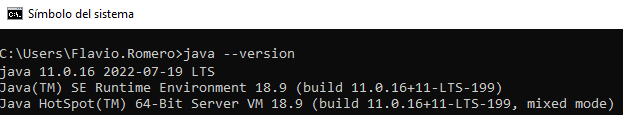 Símbolo del sistema
C:\Users\Flavio.Romero>java --version
java 11.0.16 2022-07-19 LTS
Java(TM) SE Runtime Environment 18.9 (build 11.0.16+11-LTS-199)
Java HotSpot(TM) 64-Bit Server VM 18.9 (build 11.0.16+11-LTS-199, mixed mode)